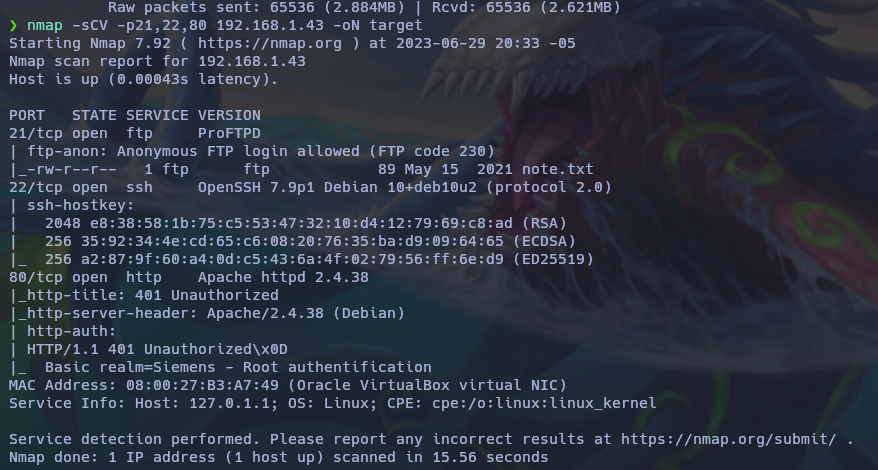 Raw packets sent: 65536 (2.884MB) | Rcvd: 65536 (2.621MB)
❯ nmap -sCV -p21,22,80 192.168.1.43 -oN target
Starting Nmap 7.92 ( https://nmap.org ) at 2023-06-29 20:33 -05
Nmap scan report for 192.168.1.43
Host is up (0.00043s latency).
PORT   STATE SERVICE VERSION
21/tcp open  ftp     ProFTPD
| ftp-anon: Anonymous FTP login allowed (FTP code 230)
|_-rw-r--r--   1 ftp      ftp            89 May 15  2021 note.txt
22/tcp open  ssh     OpenSSH 7.9p1 Debian 10+deb10u2 (protocol 2.0)
| ssh-hostkey:
|   2048 e8:38:58:1b:75:c5:53:47:32:10:d4:12:79:69:c8:ad (RSA)
|   256 35:92:34:4e:cd:65:c6:08:20:76:35:ba:d9:09:64:65 (ECDSA)
|_  256 a2:87:9f:60:a4:0d:c5:43:6a:4f:02:79:56:ff:6e:d9 (ED25519)
80/tcp open  http    Apache httpd 2.4.38
|_http-title: 401 Unauthorized
|_http-server-header: Apache/2.4.38 (Debian)
| http-auth:
| HTTP/1.1 401 Unauthorized\x0D
|_  Basic realm=Siemens - Root authentification
MAC Address: 08:00:27:B3:A7:49 (Oracle VirtualBox virtual NIC)
Service Info: Host: 127.0.1.1; OS: Linux; CPE: cpe:/o:linux:linux_kernel
Service detection performed. Please report any incorrect results at https://nmap.org/submit/ .
Nmap done: 1 IP address (1 host up) scanned in 15.56 seconds